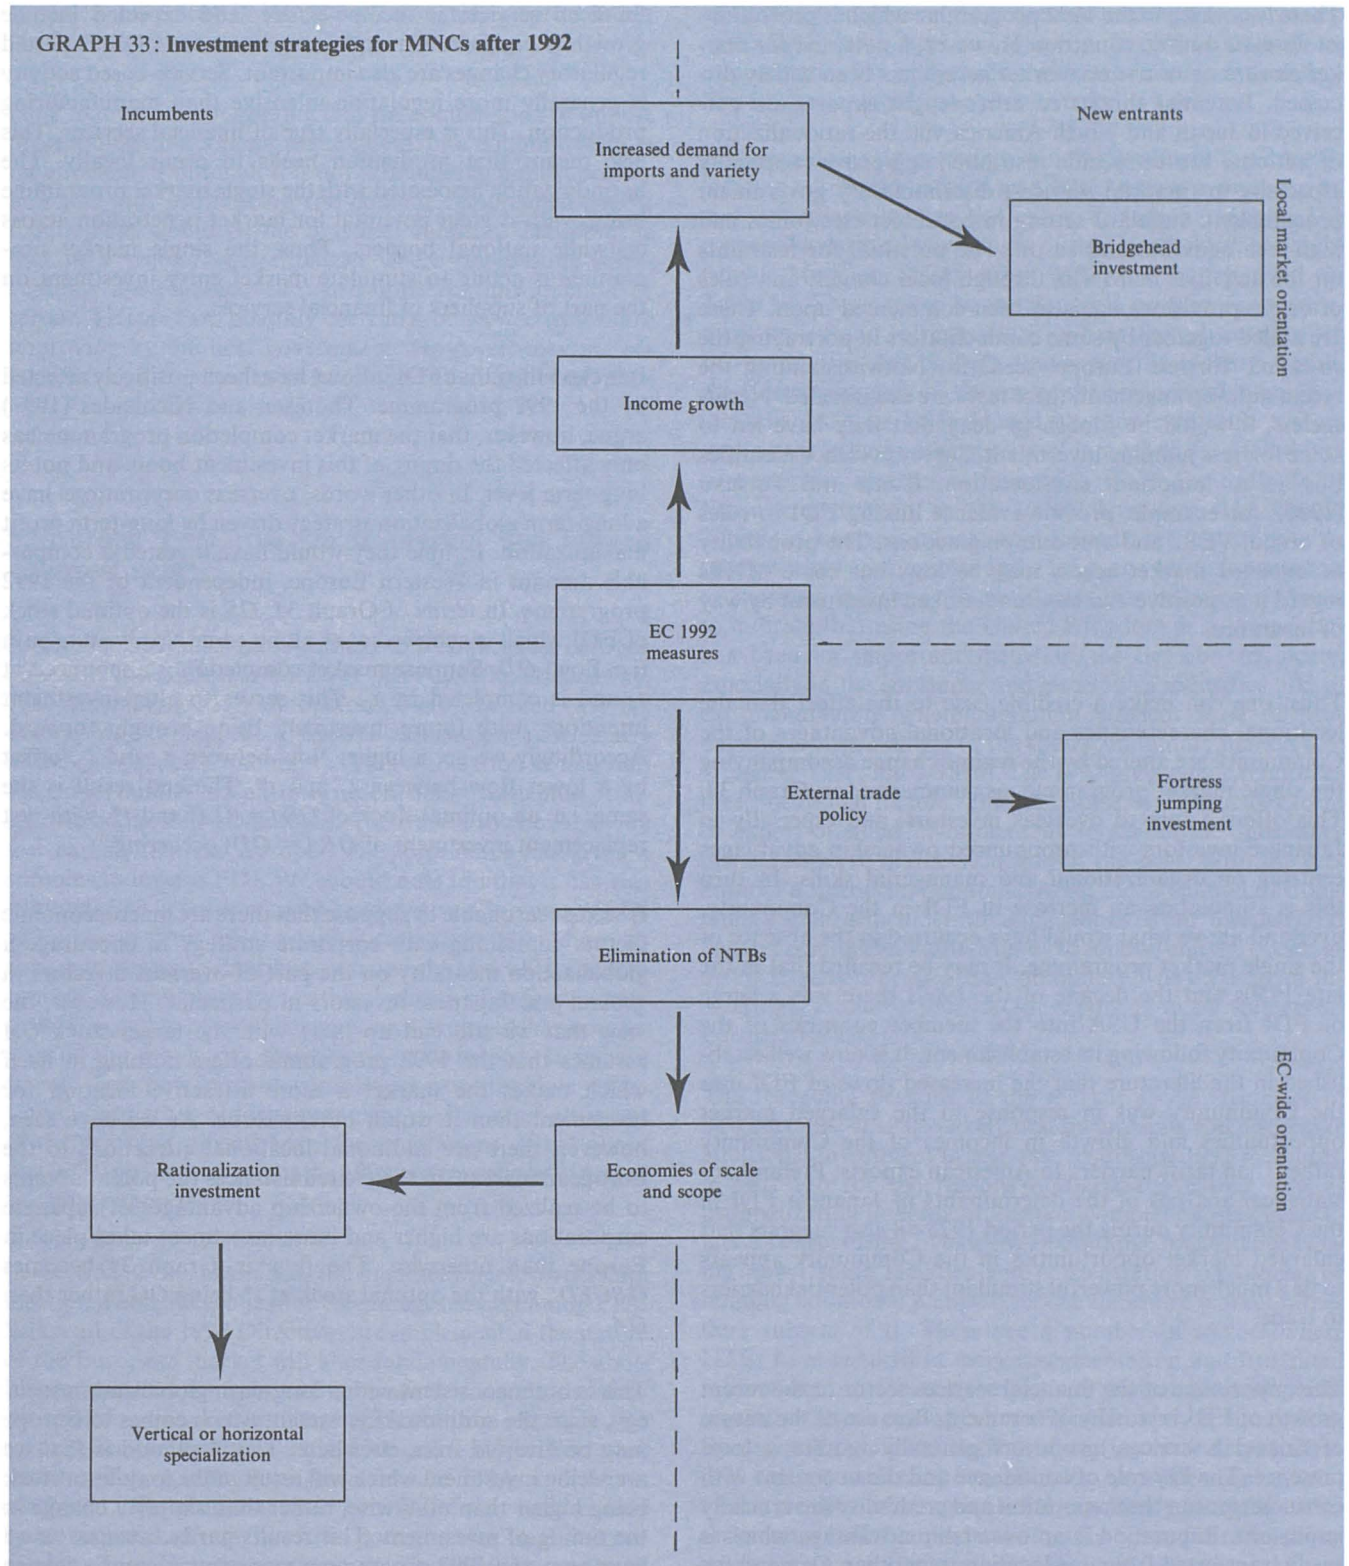 GRAPH 33: Investment strategies for MNCs after 1992
Incumbents
New entrants
Increased demand for
imports and variety
Local market orientation
Bridgehead
investment
Income growth
EC 1992
measures
External trade
policy
Fortress
jumping
investment
Elimination of NTBs
EC-wide orientation
Rationalization
investment
Economies of scale
and scope
Vertical or horizontal
specialization